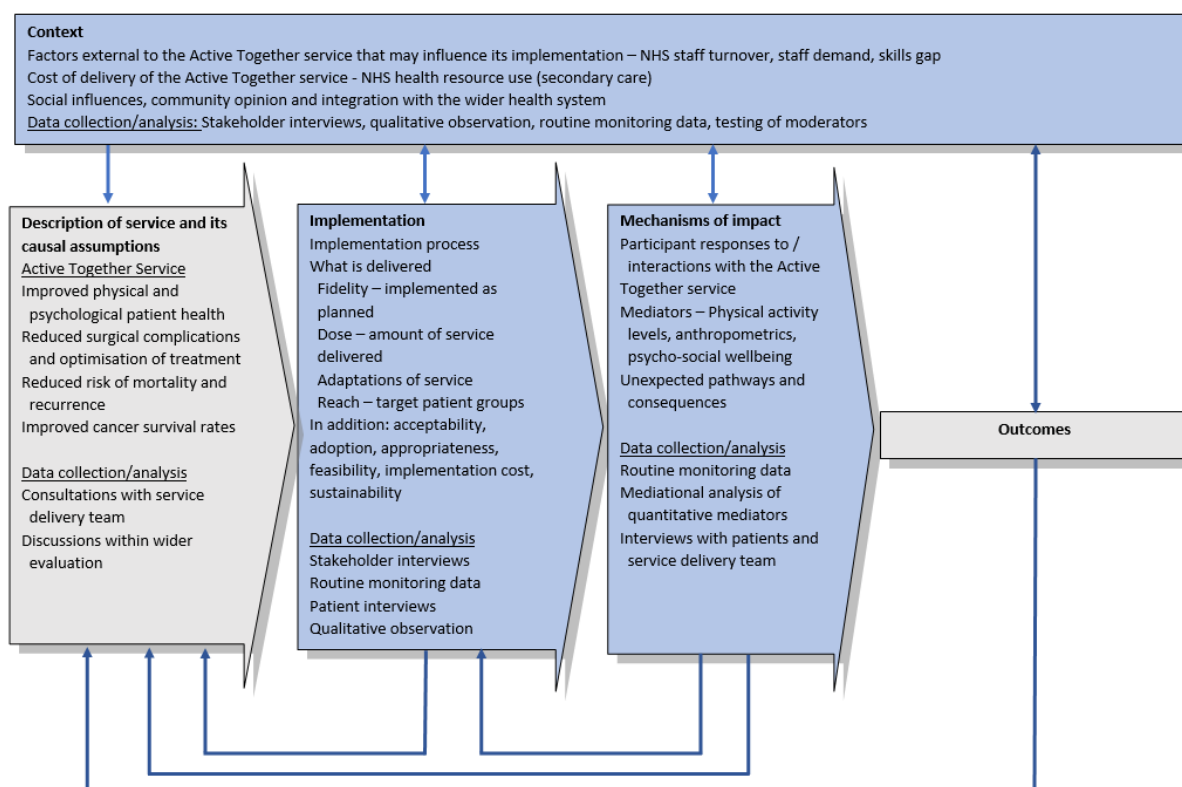 Context
Factors external to the Active Together service that may influence its implementation – NHS staff turnover, staff demand, skills gap
Cost of delivery of the Active Together service - NHS health resource use (secondary care)
Social influences, community opinion and integration with the wider health system
Data collection/analysis: Stakeholder interviews, qualitative observation, routine monitoring data, testing of moderators
Description of service and its
causal assumptions
Active Together Service
Improved physical and
psychological patient health
Reduced surgical complications
and optimisation of treatment
Reduced risk of mortality and
recurrence
Improved cancer survival rates
Data collection/analysis
Consultations with service
delivery team
Discussions within wider
evaluation
Implementation
Implementation process
What is delivered
Fidelity – implemented as
planned
Dose – amount of service
delivered
Adaptations of service
Reach – target patient groups
In addition: acceptability,
adoption, appropriateness,
feasibility, implementation cost,
sustainability
Data collection/analysis
Stakeholder interviews
Routine monitoring data
Patient interviews
Qualitative observation
Mechanisms of impact
Participant responses to /
interactions with the Active
Together service
Mediators – Physical activity
levels, anthropometrics,
psycho-social wellbeing
Unexpected pathways and
consequences
Data collection/analysis
Routine monitoring data
Mediational analysis of
quantitative mediators
Interviews with patients and
service delivery team
Outcomes